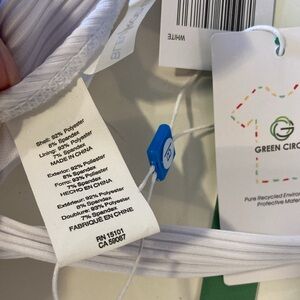 WHITE
Shell: 92% Polyester
8% Spandex
Lining: 93% Polyester
7% Spandex
MADE IN CHINA
Exterior: 92% Polyester
8% Spandex
Forro: 93% Polyester
7% Spandex
HECHO EN CHINA
Extérieur: 92% Polyester
8% Spandex
Doublure: 93% Polyester
7% Spandex
FABRIQUÉ EN CHINE
RN 15101
CA 59067
GREEN CIRC
Pure Recycled Environ
Protective Mater